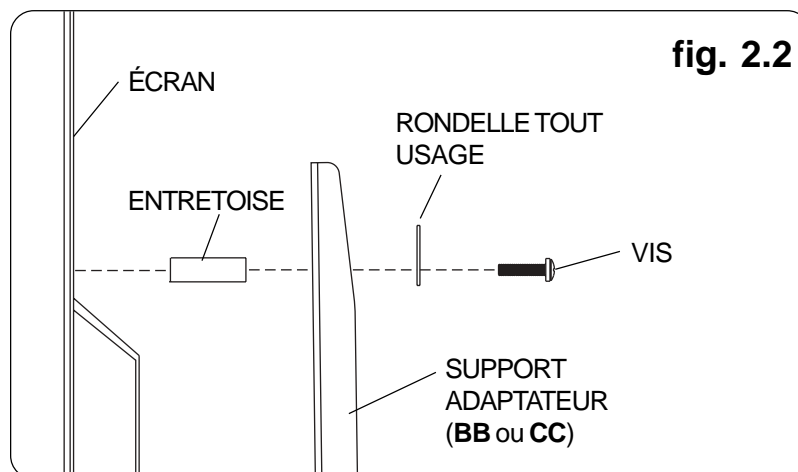 fig. 2.2
ÉCRAN
RONDELLE TOUT
USAGE
ENTRETOISE
VIS
SUPPORT
ADAPTATEUR
(BB ou CC)